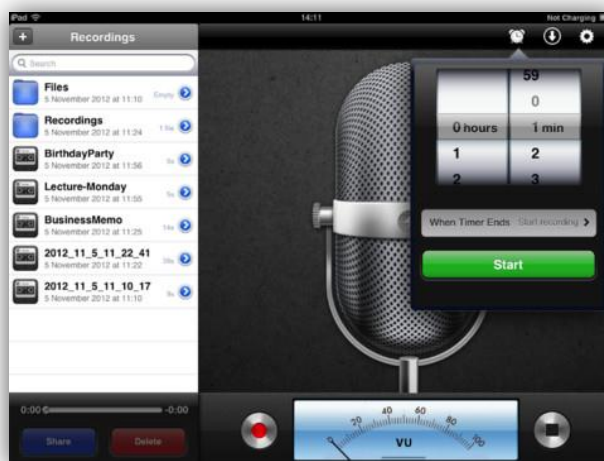 iPad
14:11
Not Charging
+
Recordings
Search
Files
5 November 2012 at 11:10
Empty
Recordings
5 November 2012 at 11:24
BirthdayParty
5 November 2012 at 11:56
Lecture-Monday
5 November 2012 at 11:55
BusinessMemo
5 November 2012 at 11:25
2012_11_5_11_22_41
5 November 2012 at 11:22
2012_11_5_11_10_17
5 November 2012 at 11:10
59
0
0 hours 1 min
1 2
2 3
When Timer Ends Start recording
Start
0:00 -0:00
Share Delete
0 20 40 60 80 100
VU